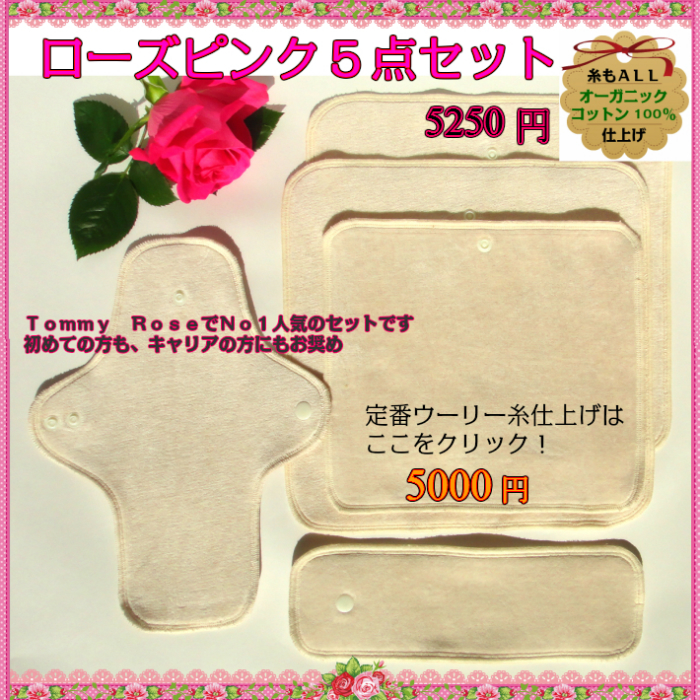 ローズピンク５点セット
糸もALL
オーガニック
コットン 100％
仕上げ
5250 円
Ｔｏｍｍｙ　ＲｏｓｅでＮｏ１人気のセットです
初めての方も、キャリアの方にもお奨め
定番ウーリー糸仕上げは
ここをクリック！
5000 円